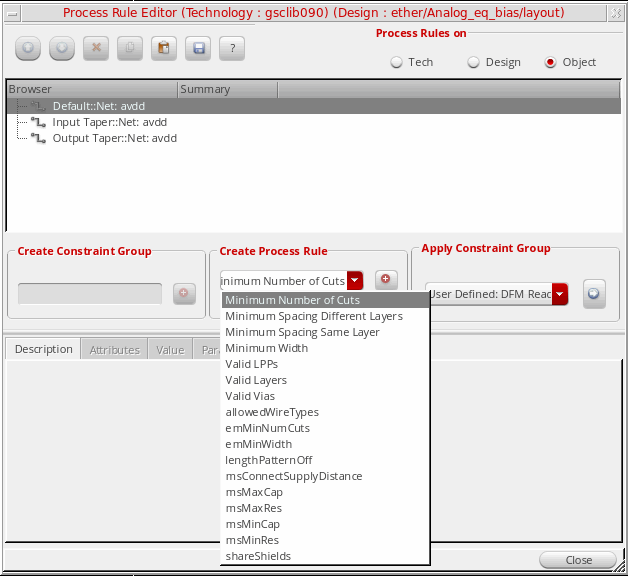 Process Rule Editor (Technology : gsclib090) (Design : ether/Analog_eq_bias/layout)
?
Process Rules on
Tech
Design
Object
Browser
Summary
Default::Net: avdd
Input Taper::Net: avdd
Output Taper::Net: avdd
Create Constraint Group
Create Process Rule
Apply Constraint Group
inimum Number of Cuts
User Defined: DFM Reac
Minimum Number of Cuts
Minimum Spacing Different Layers
Minimum Spacing Same Layer
Minimum Width
Valid LPPs
Valid Layers
Valid Vias
allowedWireTypes
emMinNumCuts
emMinWidth
lengthPatternOff
msConnectSupplyDistance
msMaxCap
msMaxRes
msMinCap
msMinRes
shareShields
Description
Attributes
Value
Para
Close